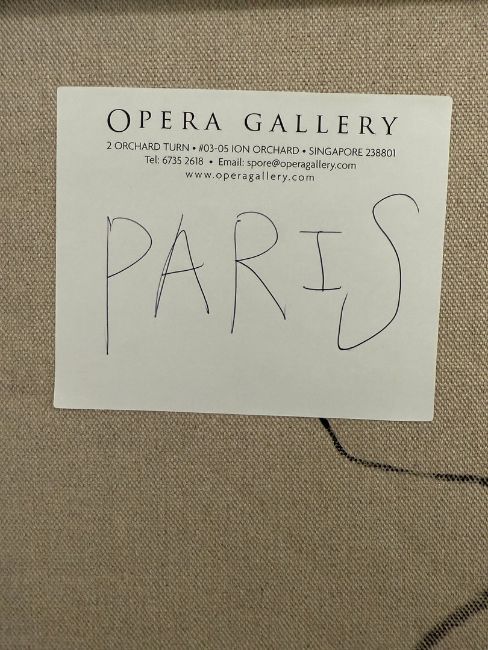 OPERA GALLERY
2 ORCHARD TURN • #03-05 ION ORCHARD • SINGAPORE 238801
Tel: 6735 2618 • Email: spore@operagallery.com
www.operagallery.com
PARIS